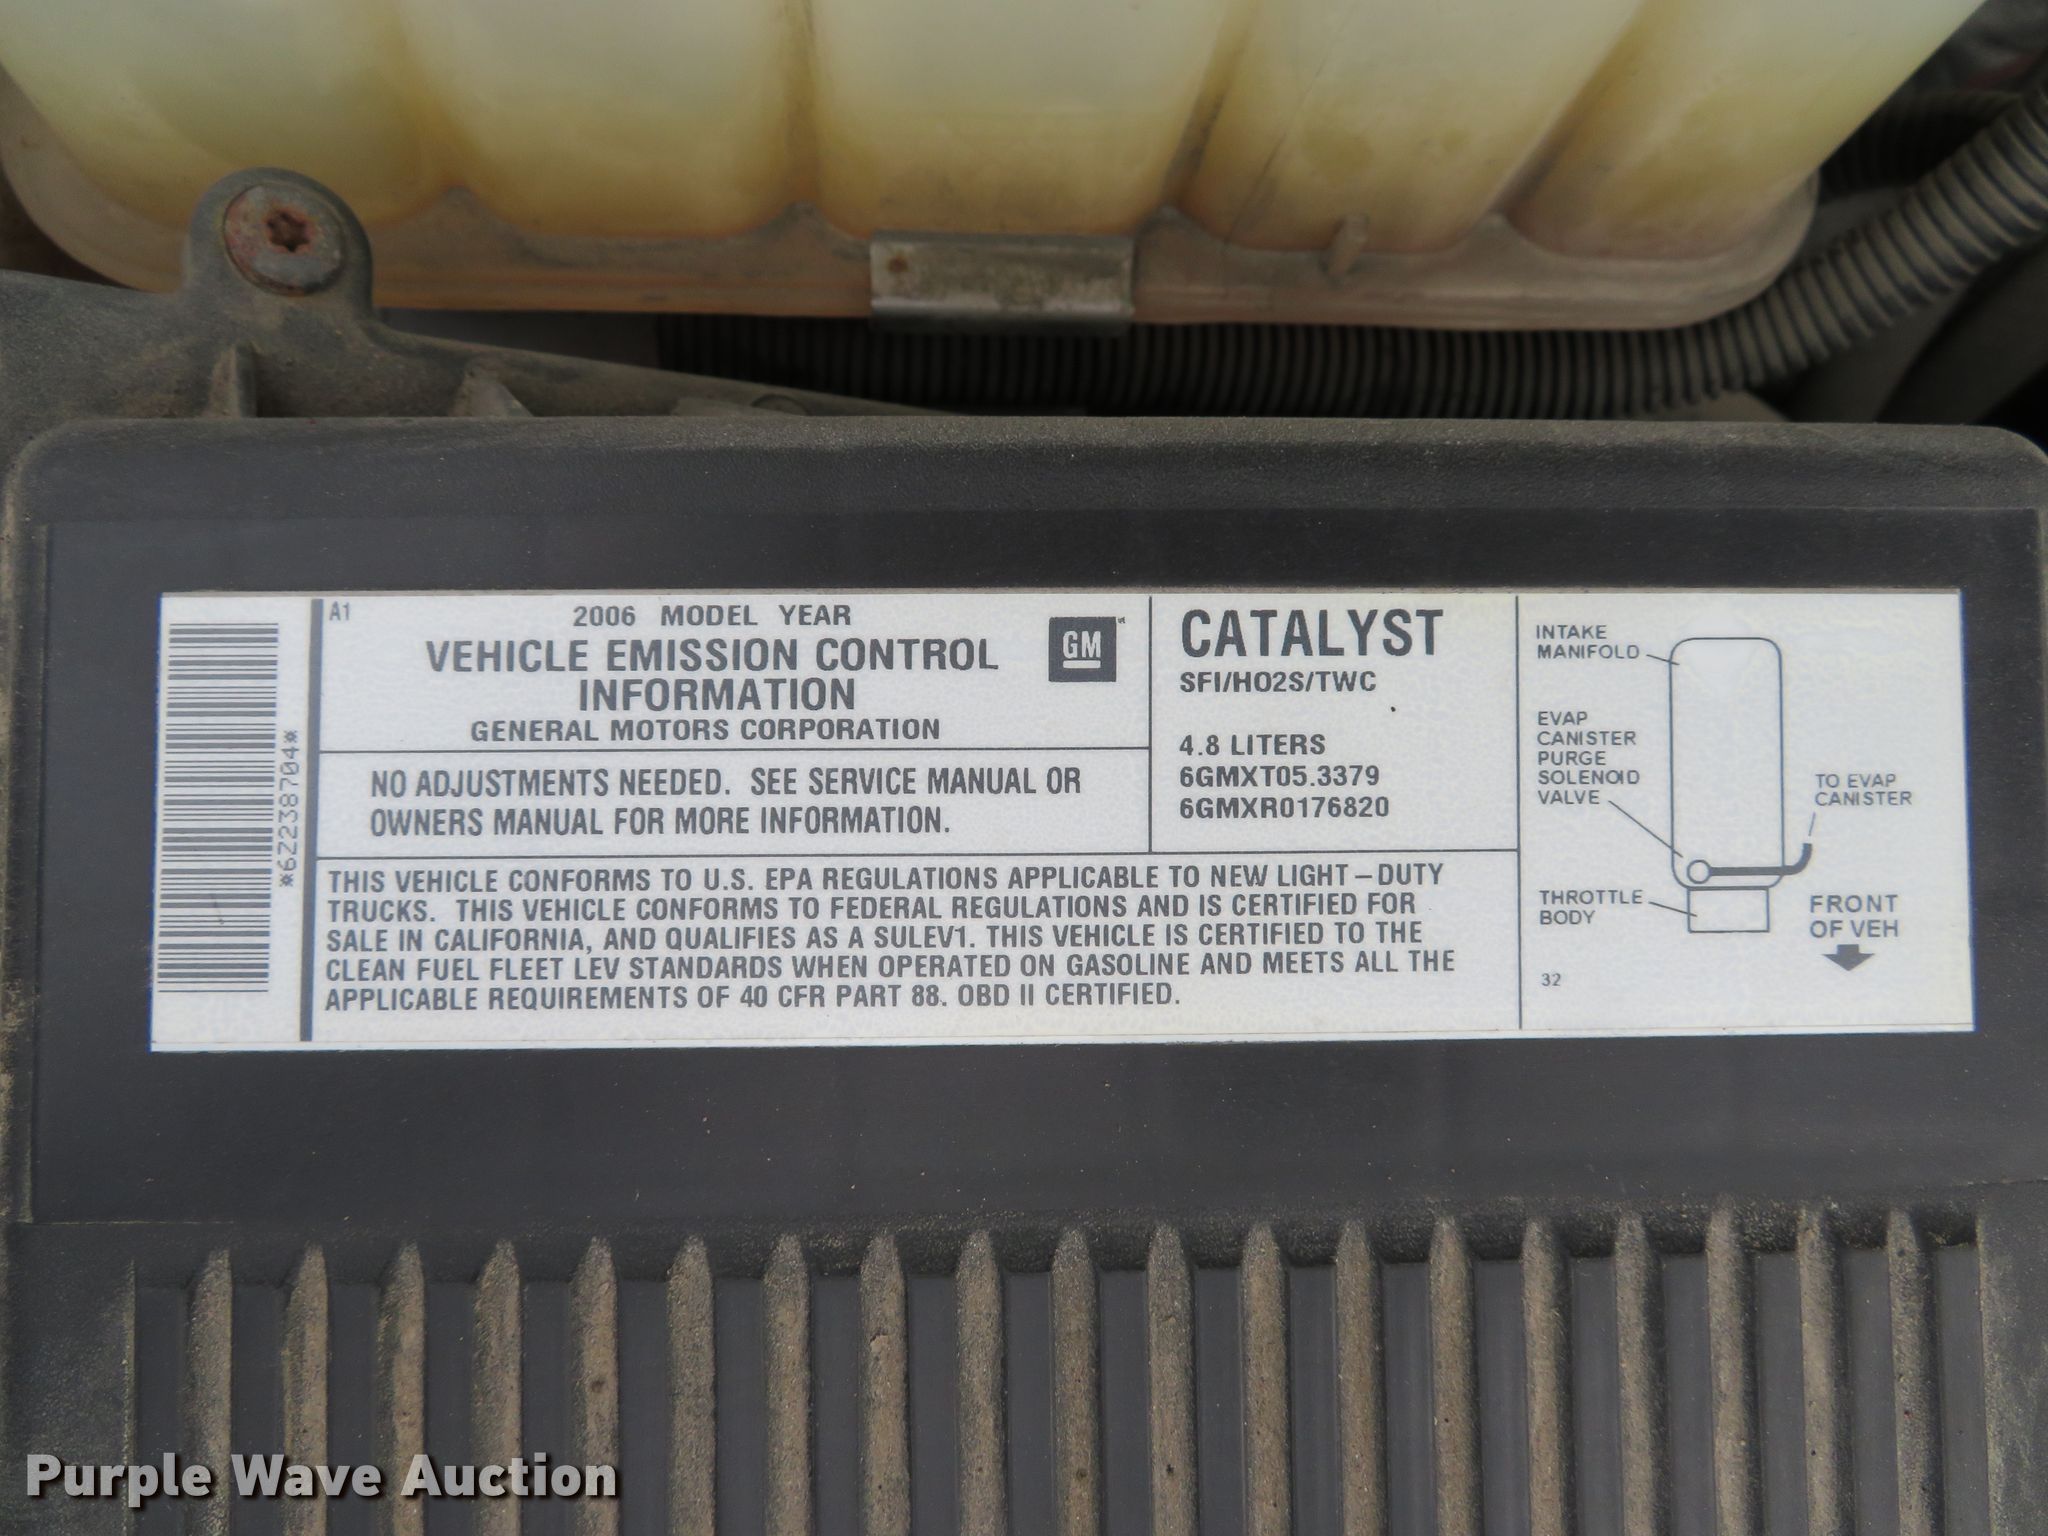 A1
2006 MODEL YEAR
VEHICLE EMISSION CONTROL
INFORMATION
GENERAL MOTORS CORPORATION
GM
NO ADJUSTMENTS NEEDED. SEE SERVICE MANUAL OR
OWNERS MANUAL FOR MORE INFORMATION.
CATALYST
SFI/HO2S/TWC
4.8 LITERS
6GMXT05.3379
6GMXR0176820
THIS VEHICLE CONFORMS TO U.S. EPA REGULATIONS APPLICABLE TO NEW LIGHT-DUTY
TRUCKS. THIS VEHICLE CONFORMS TO FEDERAL REGULATIONS AND IS CERTIFIED FOR
SALE IN CALIFORNIA, AND QUALIFIES AS A SULEV1. THIS VEHICLE IS CERTIFIED TO THE
CLEAN FUEL FLEET LEV STANDARDS WHEN OPERATED ON GASOLINE AND MEETS ALL THE
APPLICABLE REQUIREMENTS OF 40 CFR PART 88. OBD II CERTIFIED.
INTAKE
MANIFOLD
EVAP
CANISTER
PURGE
SOLENOID
VALVE
TO EVAP
CANISTER
THROTTLE
BODY
FRONT
OF VEH
32
*62238704*
Purple Wave Auction